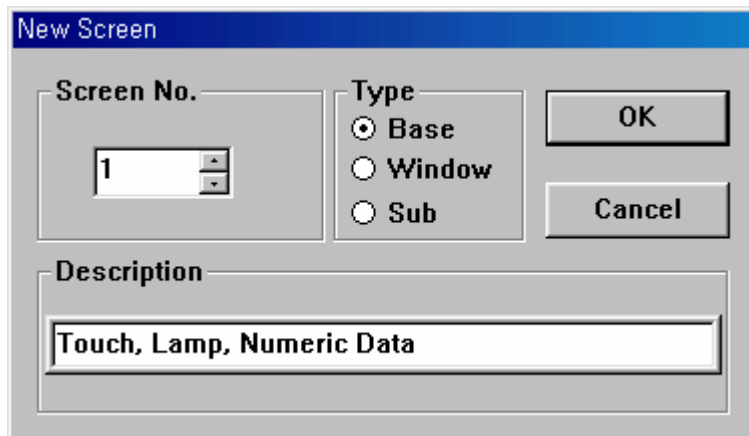 New Screen
Screen No.
1
Type
Base
Window
Sub
OK
Cancel
Description
Touch, Lamp, Numeric Data